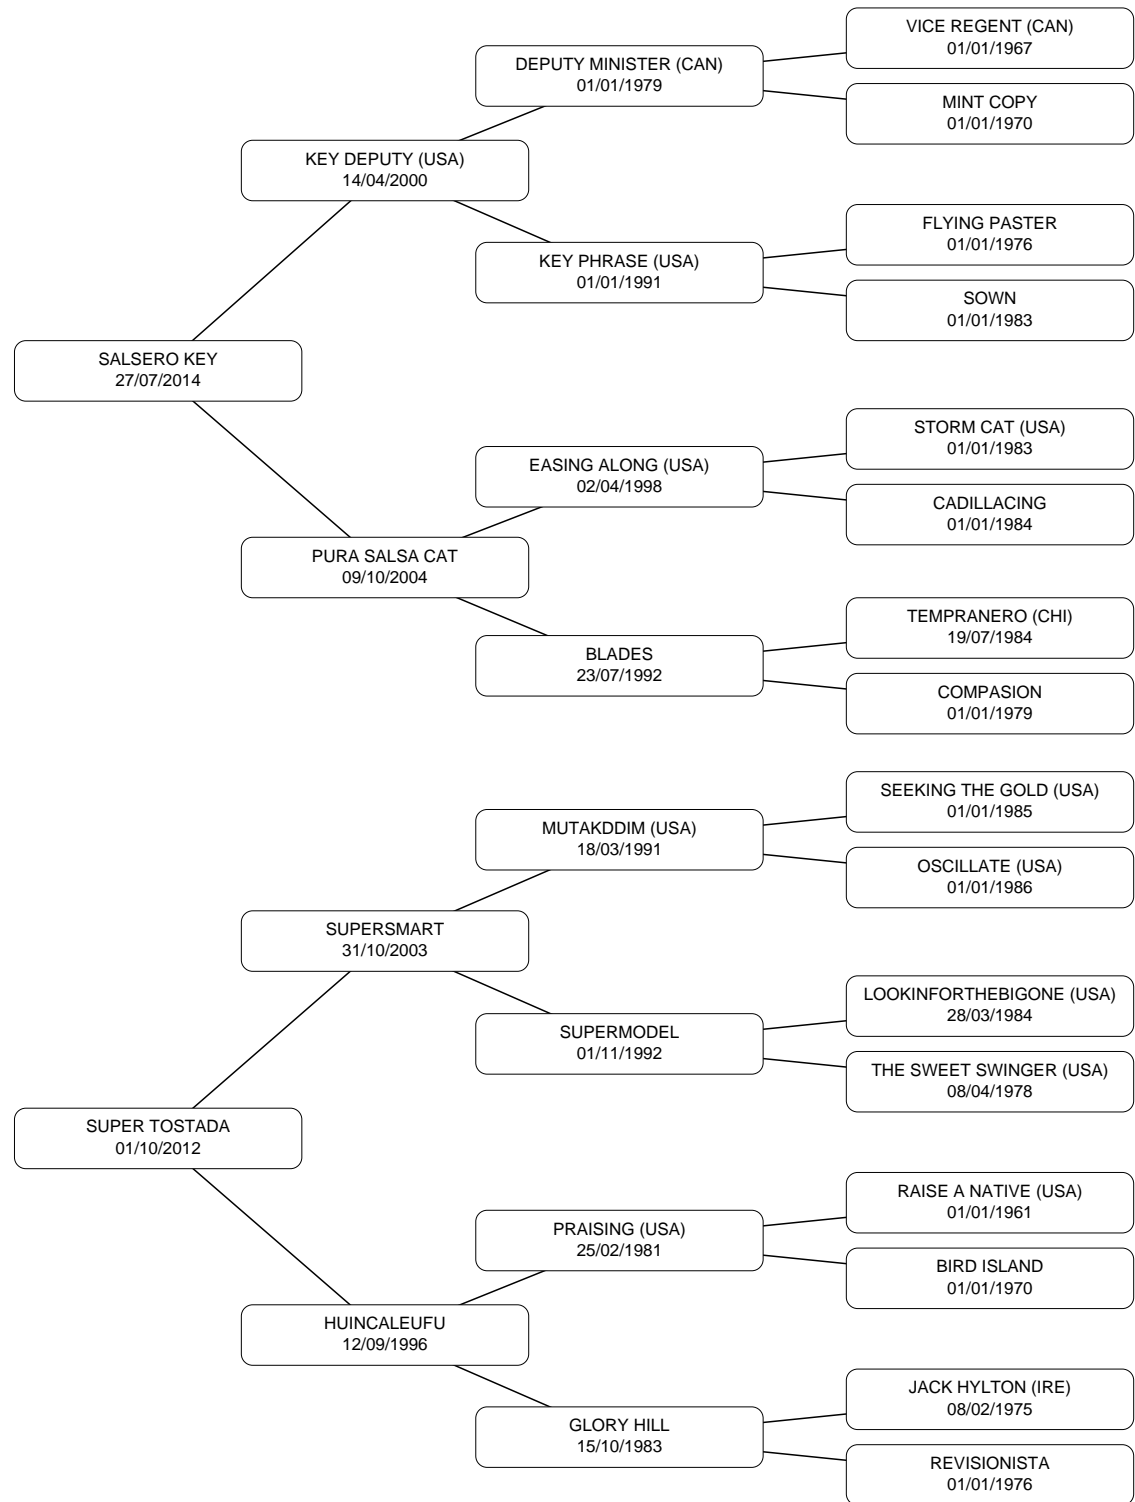 VICE REGENT (CAN)
01/01/1967
DEPUTY MINISTER (CAN)
01/01/1979
MINT COPY
01/01/1970
KEY DEPUTY (USA)
14/04/2000
FLYING PASTER
01/01/1976
KEY PHRASE (USA)
01/01/1991
SOWN
01/01/1983
SALSERO KEY
27/07/2014
STORM CAT (USA)
01/01/1983
EASING ALONG (USA)
02/04/1998
CADILLACING
01/01/1984
PURA SALSA CAT
09/10/2004
TEMPRANERO (CHI)
19/07/1984
BLADES
23/07/1992
COMPASION
01/01/1979
SEEKING THE GOLD (USA)
01/01/1985
MUTAKDDIM (USA)
18/03/1991
OSCILLATE (USA)
01/01/1986
SUPERSMART
31/10/2003
LOOKINFORTHEBIGONE (USA)
28/03/1984
SUPERMODEL
01/11/1992
THE SWEET SWINGER (USA)
08/04/1978
SUPER TOSTADA
01/10/2012
RAISE A NATIVE (USA)
01/01/1961
PRAISING (USA)
25/02/1981
BIRD ISLAND
01/01/1970
HUINCALEUFU
12/09/1996
JACK HYLTON (IRE)
08/02/1975
GLORY HILL
15/10/1983
REVISIONISTA
01/01/1976